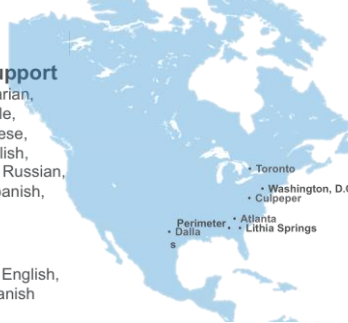 upport
arian,
le,
ese,
lish,
Russian,
panish,
English,
anish
• Toronto
• Washington, D.C
• Culpeper
• Atlanta
Perimeter •
• Lithia Springs
• Dalla
s